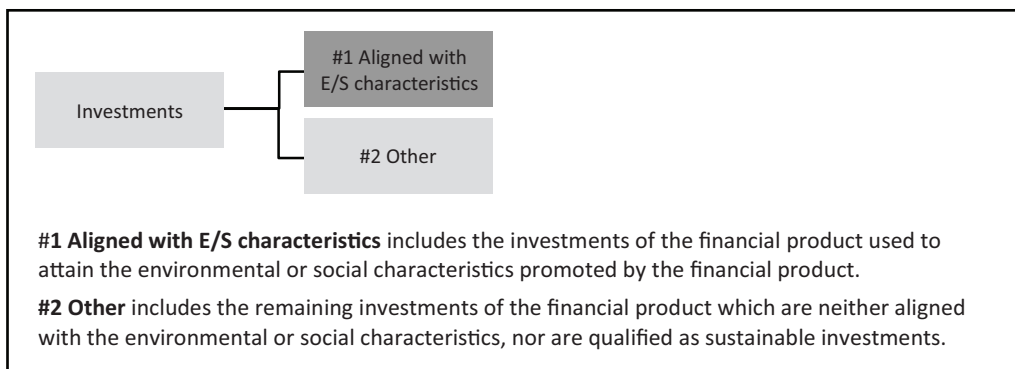 #1 Aligned with
E/S characteristics
Investments
#2 Other
#1 Aligned with E/S characteristics includes the investments of the financial product used to
attain the environmental or social characteristics promoted by the financial product.
#2 Other includes the remaining investments of the financial product which are neither aligned
with the environmental or social characteristics, nor are qualified as sustainable investments.